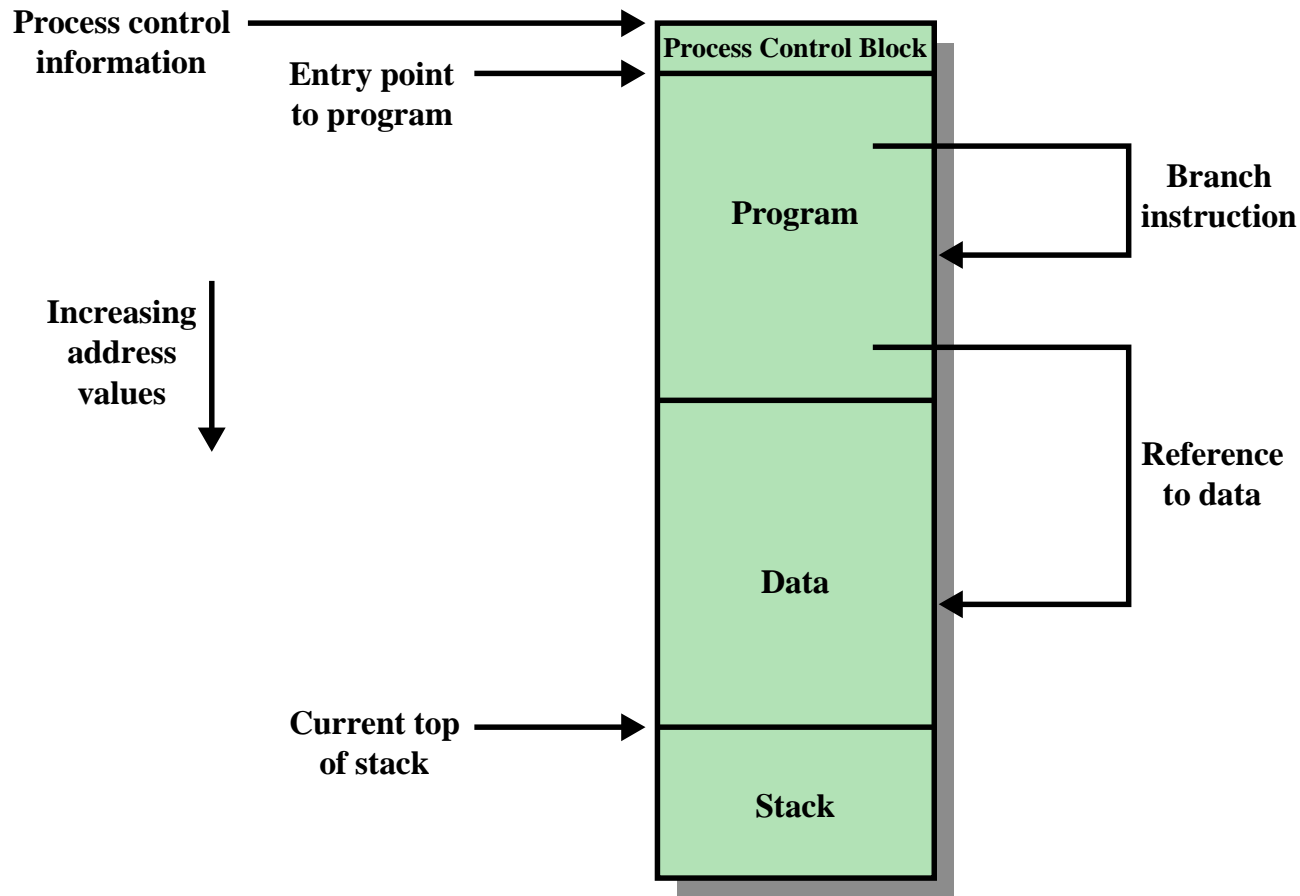 Process control
information
Process Control Block
Entry point
to program
Branch
instruction
Program
Increasing
address
values
Reference
to data
Data
Current top
of stack
Stack